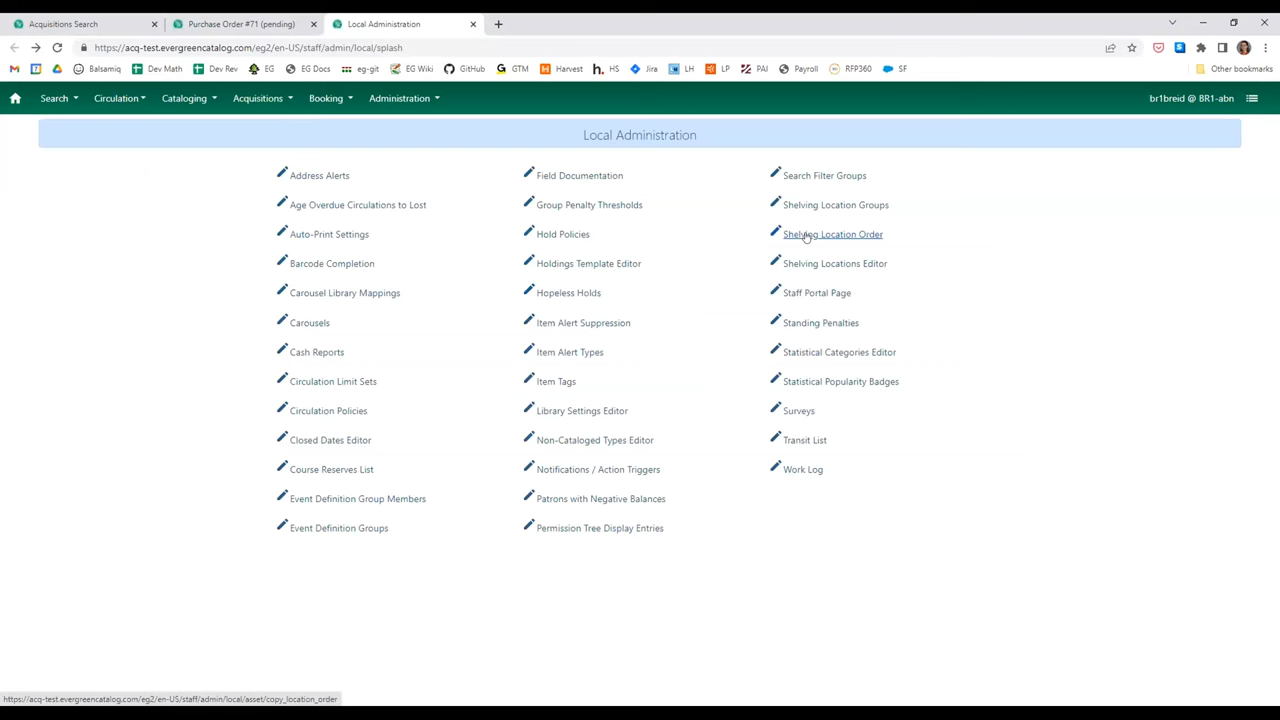 Acquisitions Search
Purchase Order #71 (pending)
Local Administration
https://acq-test.evergreencatalog.com/eg2/en-US/staff/admin/local/splash
Balsamiq Dev Math Dev Rev EG EG Docs eg-git EG Wiki GitHub GTM Harvest HS Jira LH LP PAI Payroll RFP360 SF Other bookmarks
Search Circulation Cataloging Acquisitions Booking Administration br1breid @ BR1-abn
Local Administration
Address Alerts
Age Overdue Circulations to Lost
Auto-Print Settings
Barcode Completion
Carousel Library Mappings
Carousels
Cash Reports
Circulation Limit Sets
Circulation Policies
Closed Dates Editor
Course Reserves List
Event Definition Group Members
Event Definition Groups
Field Documentation
Group Penalty Thresholds
Hold Policies
Holdings Template Editor
Hopeless Holds
Item Alert Suppression
Item Alert Types
Item Tags
Library Settings Editor
Non-Cataloged Types Editor
Notifications / Action Triggers
Patrons with Negative Balances
Permission Tree Display Entries
Search Filter Groups
Shelving Location Groups
Shelving Location Order
Shelving Locations Editor
Staff Portal Page
Standing Penalties
Statistical Categories Editor
Statistical Popularity Badges
Surveys
Transit List
Work Log
https://acq-test.evergreencatalog.com/eg2/en-US/staff/admin/local/asset/copy_location_order